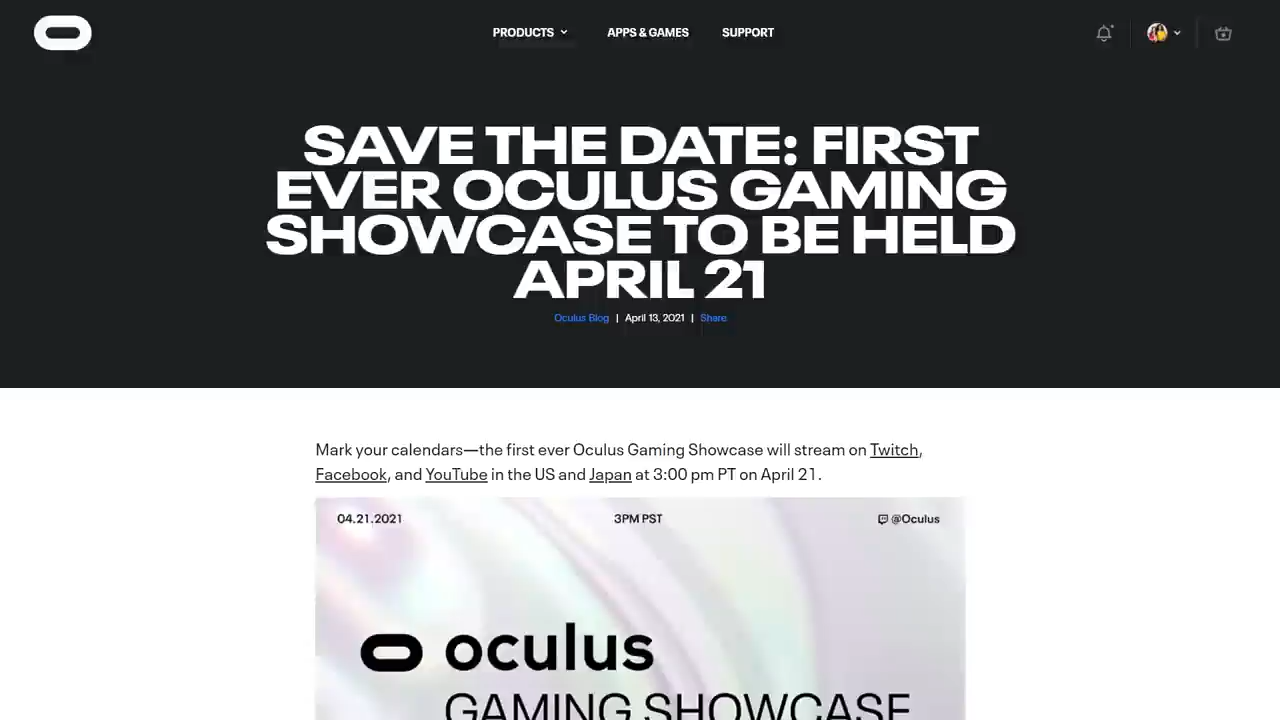 PRODUCTS APPS & GAMES SUPPORT
SAVE THE DATE: FIRST
EVER OCULUS GAMING
SHOWCASE TO BE HELD
APRIL 21
Oculus Blog | April 13, 2021 | Share
Mark your calendars—the first ever Oculus Gaming Showcase will stream on Twitch,
Facebook, and YouTube in the US and Japan at 3:00 pm PT on April 21.
04.21.2021 3PM PST @Oculus
oculus
GAMING SHOWCASE